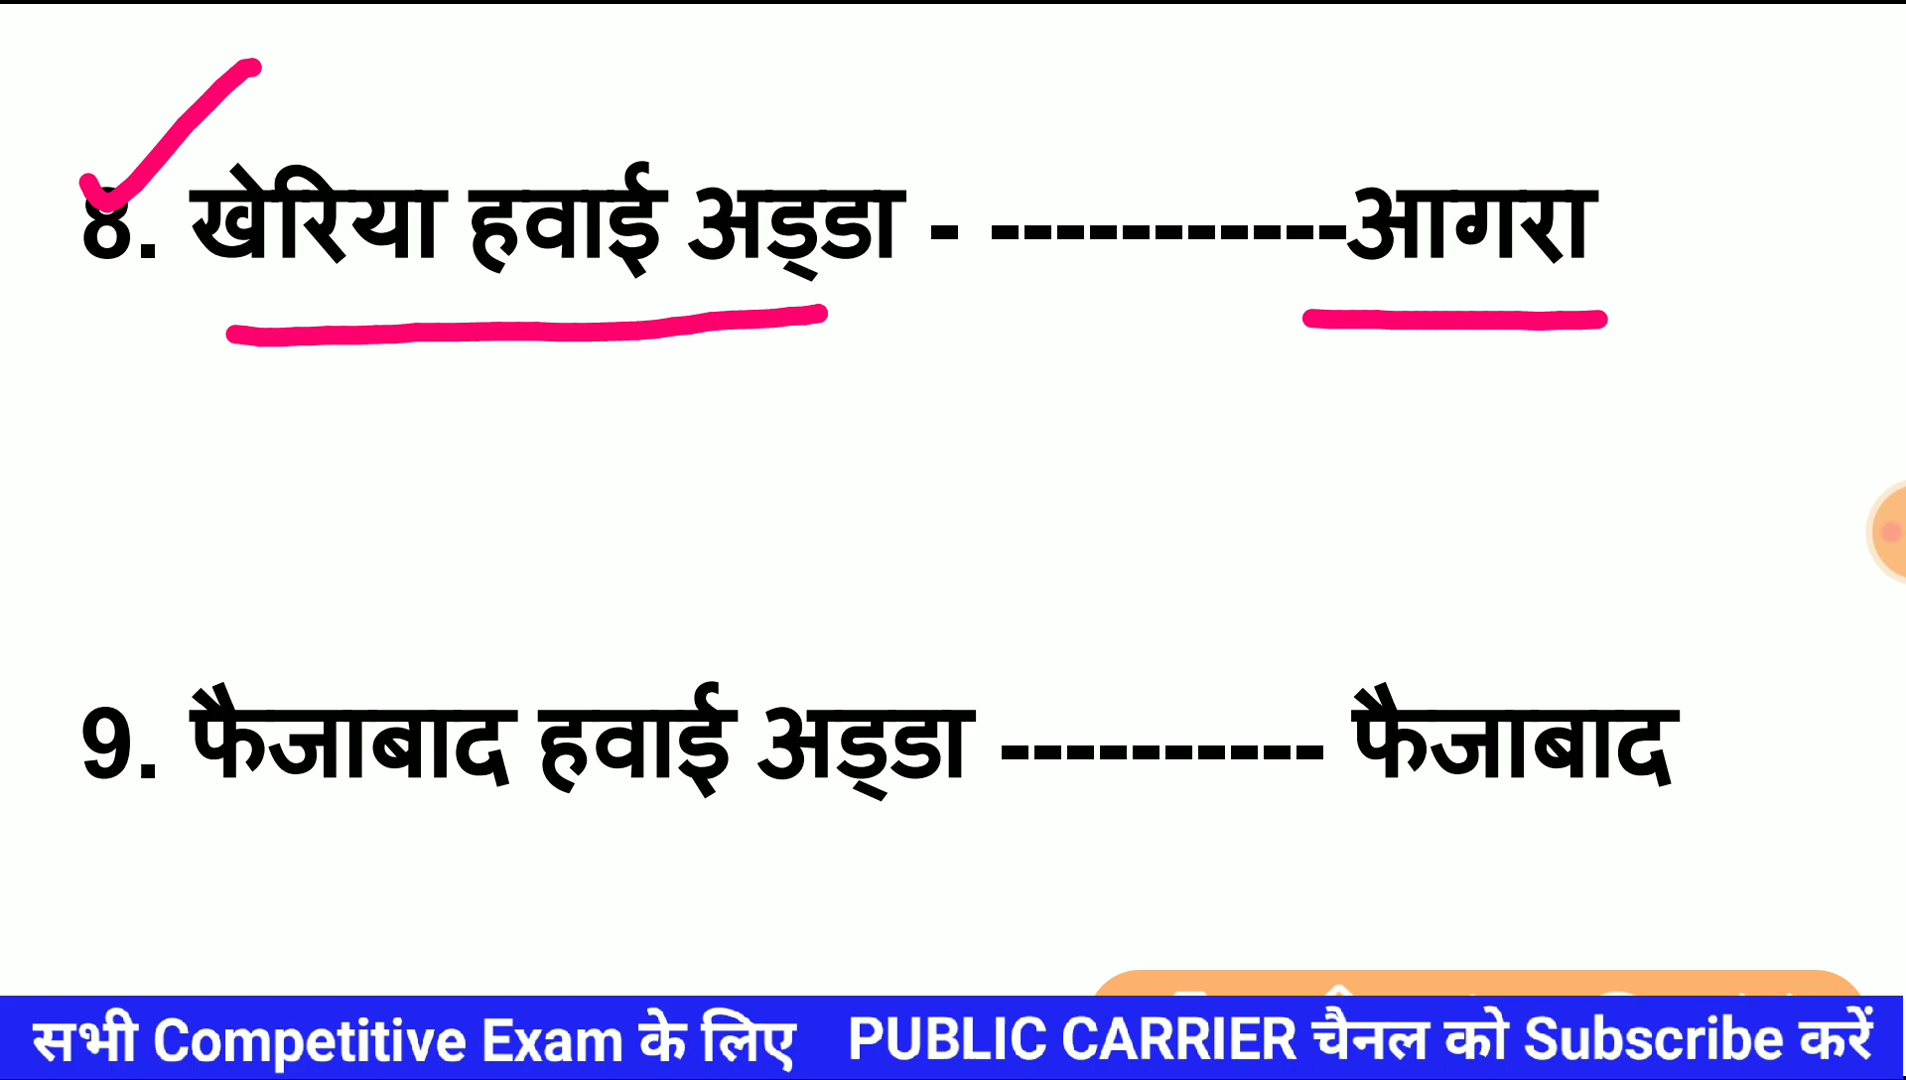 8. खेरिया हवाई अड्डा - -----------आगरा
9. फैजाबाद हवाई अड्डा ---------- फैजाबाद
सभी Competitive Exam के लिए PUBLIC CARRIER चैनल को Subscribe करें